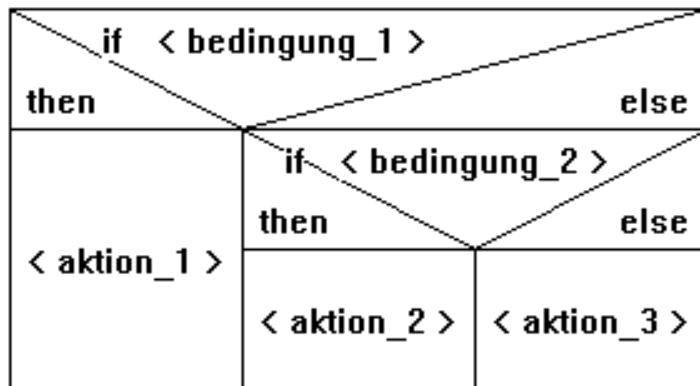 if < bedingung_1 >
then else
if < bedingung_2 >
then else
< aktion_1 >
< aktion_2 > < aktion_3 >